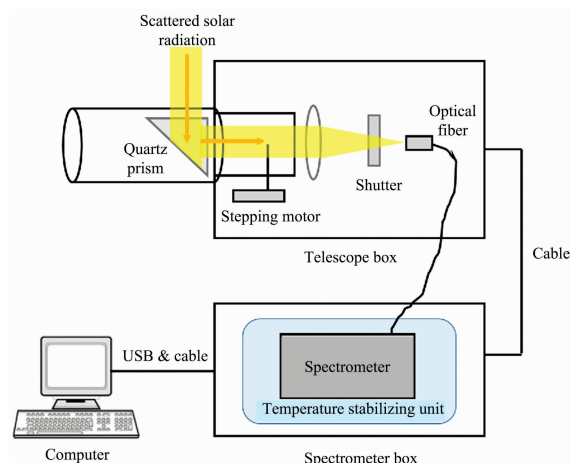 Scattered solar
radiation
Optical
fiber
Quartz
prism
Shutter
Stepping motor
Telescope box
Cable
USB & cable
Spectrometer
Temperature stabilizing unit
Computer
Spectrometer box